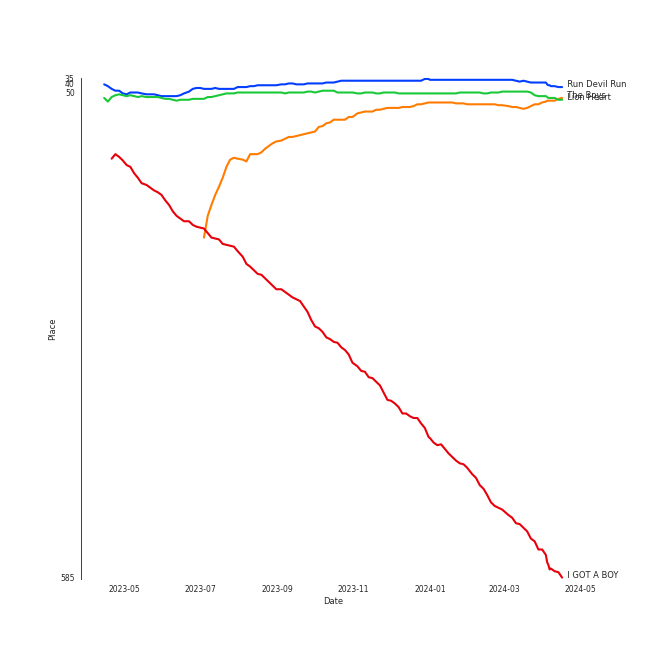 35
40
50
Run Devil Run
The Boys
Lion Heart
Place
I GOT A BOY
585
2023-05 2023-07 2023-09 2023-11 2024-01 2024-03 2024-05
Date